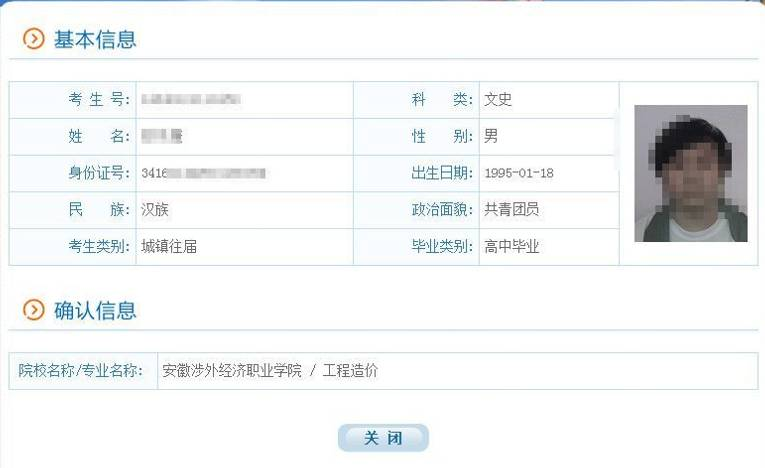 基本信息
考生号: 科类: 文史
姓名: 性别: 男
身份证号: 3416 出生日期: 1995-01-18
民族: 汉族 政治面貌: 共青团员
考生类别: 城镇往届 毕业类别: 高中毕业
确认信息
院校名称/专业名称: 安徽涉外经济职业学院 / 工程造价
关 闭